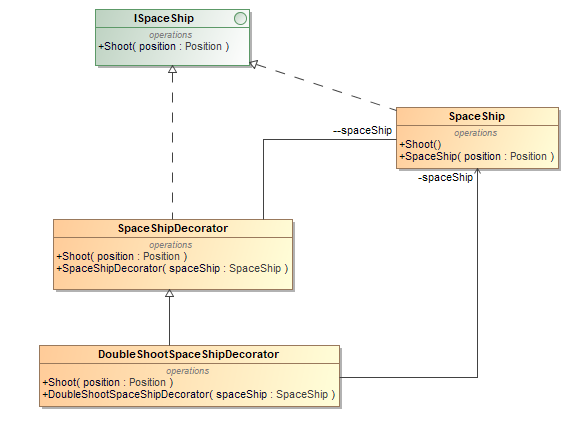 ISpaceShip
operations
+Shoot( position : Position )
SpaceShip
operations
+Shoot()
+SpaceShip( position : Position )
--spaceShip
-spaceShip
SpaceShipDecorator
operations
+Shoot( position : Position )
+SpaceShipDecorator( spaceShip : SpaceShip )
DoubleShootSpaceShipDecorator
operations
+Shoot( position : Position )
+DoubleShootSpaceShipDecorator( spaceShip : SpaceShip )